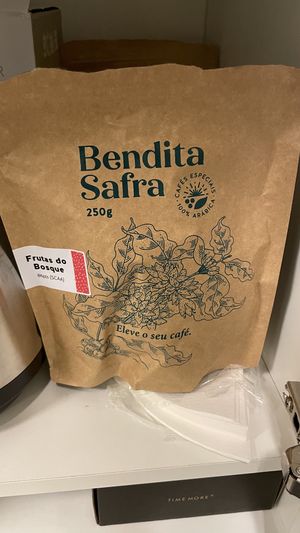 Bendita
Safra
250g
CAFÉS ESPECIAIS
100% ARÁBICA
Frutas do
Bosque
Eleve o seu café.
TIMEMORE